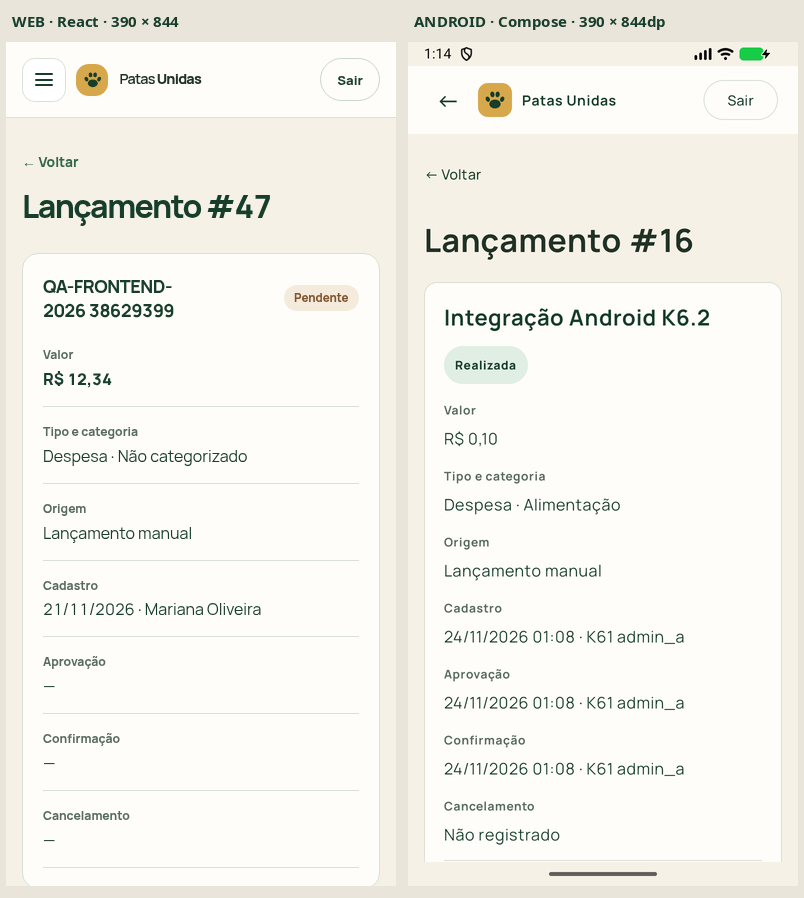 WEB · React · 390 × 844
Patas Unidas
Sair
← Voltar
Lançamento #47
QA-FRONTEND-
2026 38629399
Pendente
Valor
R$ 12,34
Tipo e categoria
Despesa · Não categorizado
Origem
Lançamento manual
Cadastro
21/11/2026 · Mariana Oliveira
Aprovação
—
Confirmação
—
Cancelamento
—
ANDROID · Compose · 390 × 844dp
1:14
Patas Unidas
Sair
← Voltar
Lançamento #16
Integração Android K6.2
Realizada
Valor
R$ 0,10
Tipo e categoria
Despesa · Alimentação
Origem
Lançamento manual
Cadastro
24/11/2026 01:08 · K61 admin_a
Aprovação
24/11/2026 01:08 · K61 admin_a
Confirmação
24/11/2026 01:08 · K61 admin_a
Cancelamento
Não registrado